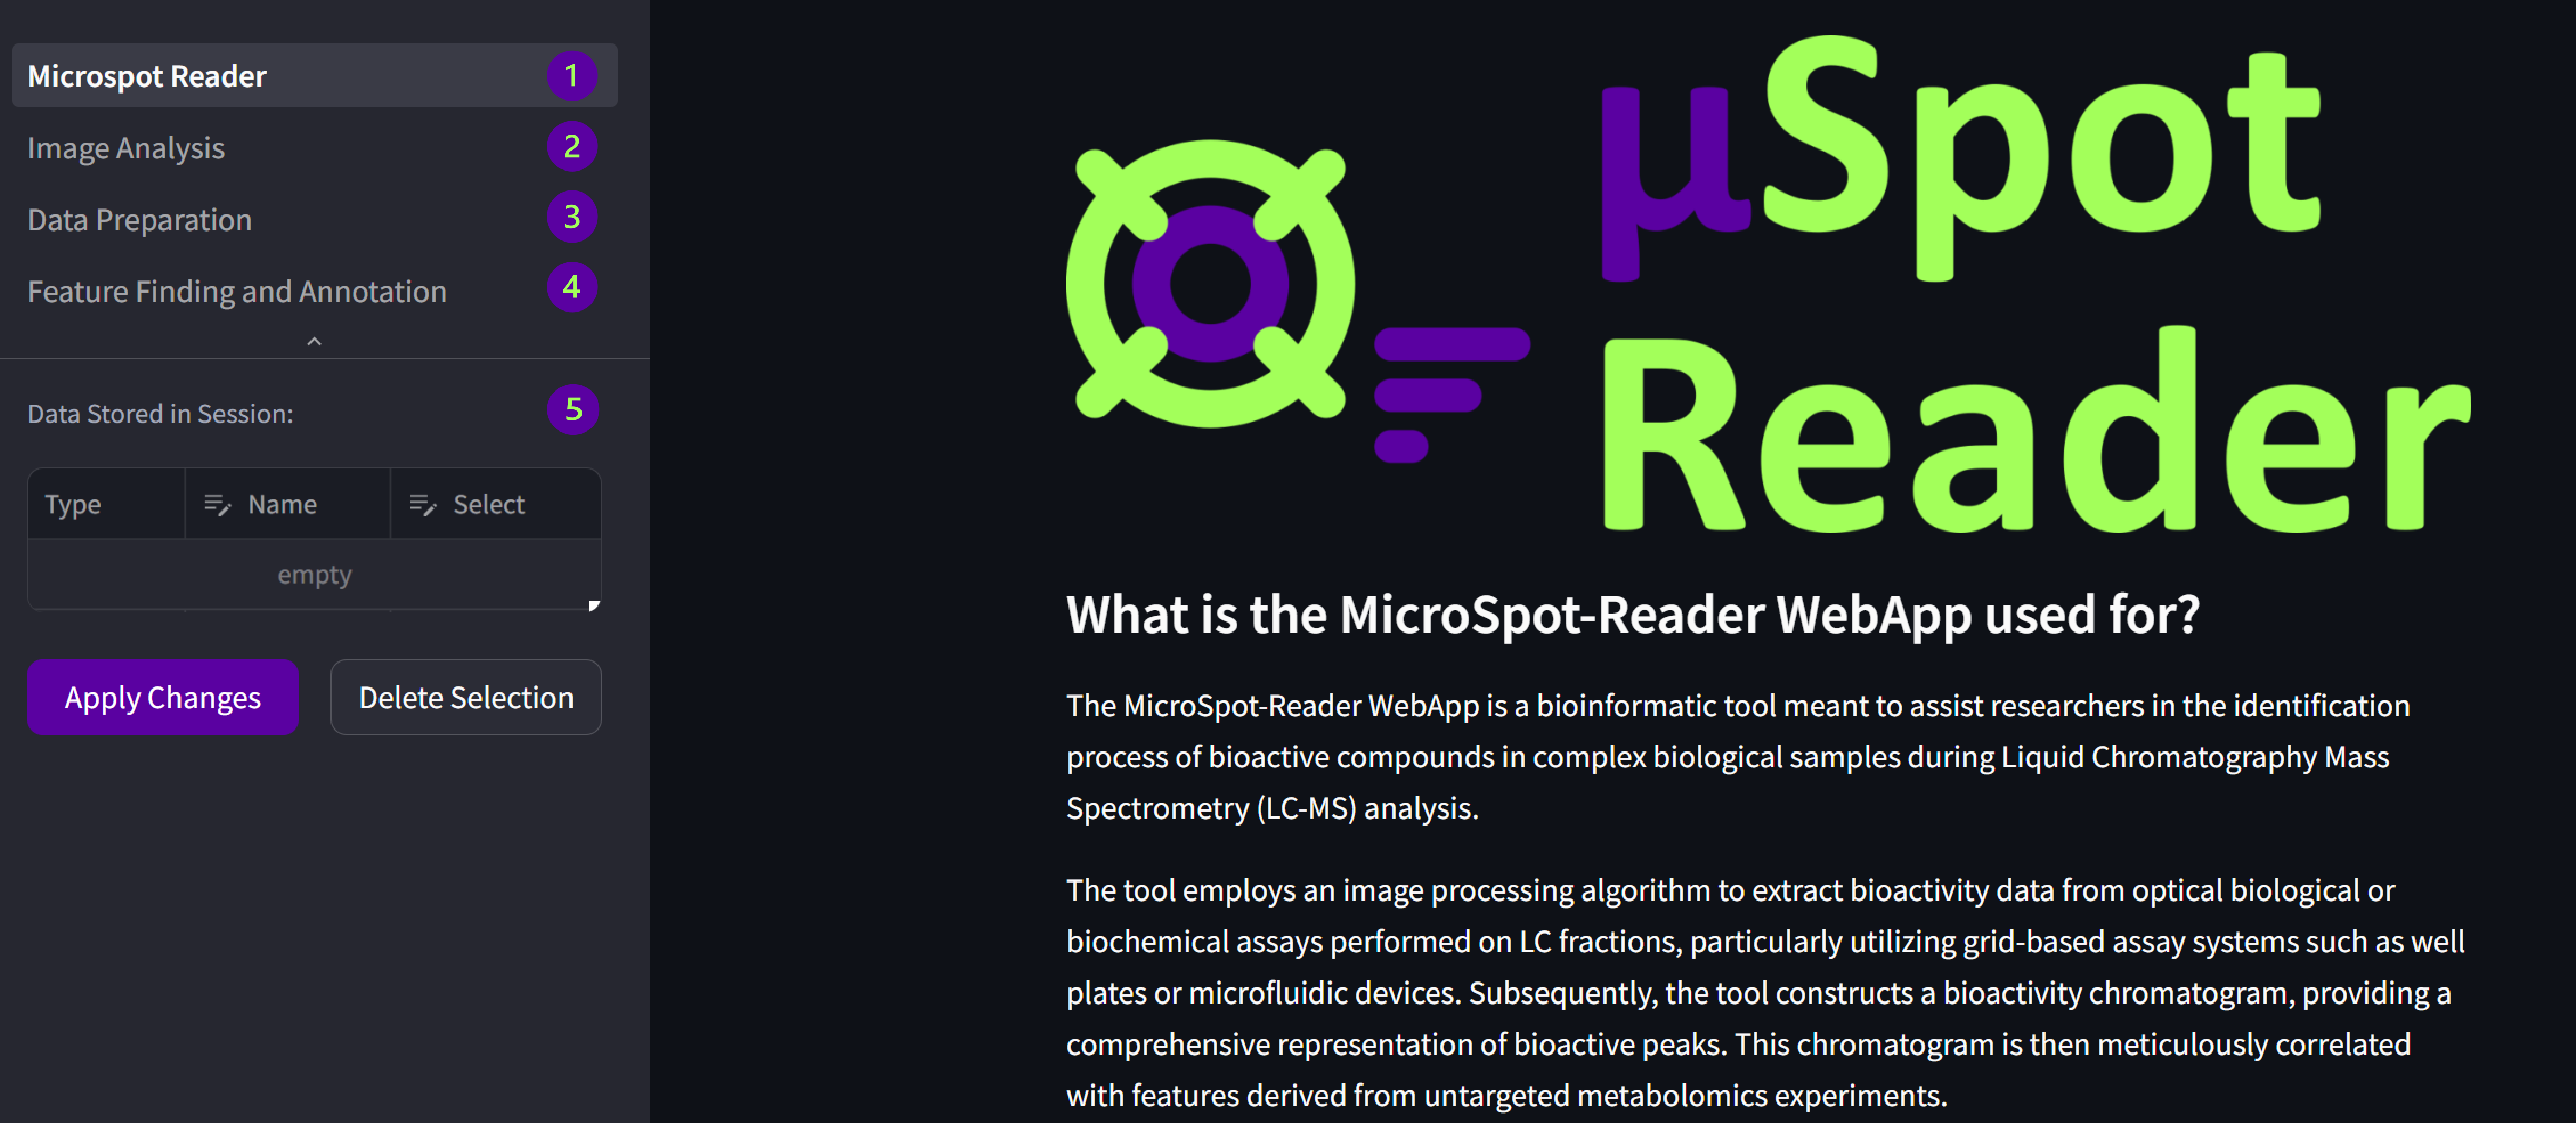 Microspot Reader 1
Image Analysis 2
Data Preparation 3
Feature Finding and Annotation 4
Data Stored in Session: 5
Type Name Select
empty
Apply Changes Delete Selection
µSpot
Reader
What is the MicroSpot-Reader WebApp used for?
The MicroSpot-Reader WebApp is a bioinformatic tool meant to assist researchers in the identification
process of bioactive compounds in complex biological samples during Liquid Chromatography Mass
Spectrometry (LC-MS) analysis.
The tool employs an image processing algorithm to extract bioactivity data from optical biological or
biochemical assays performed on LC fractions, particularly utilizing grid-based assay systems such as well
plates or microfluidic devices. Subsequently, the tool constructs a bioactivity chromatogram, providing a
comprehensive representation of bioactive peaks. This chromatogram is then meticulously correlated
with features derived from untargeted metabolomics experiments.